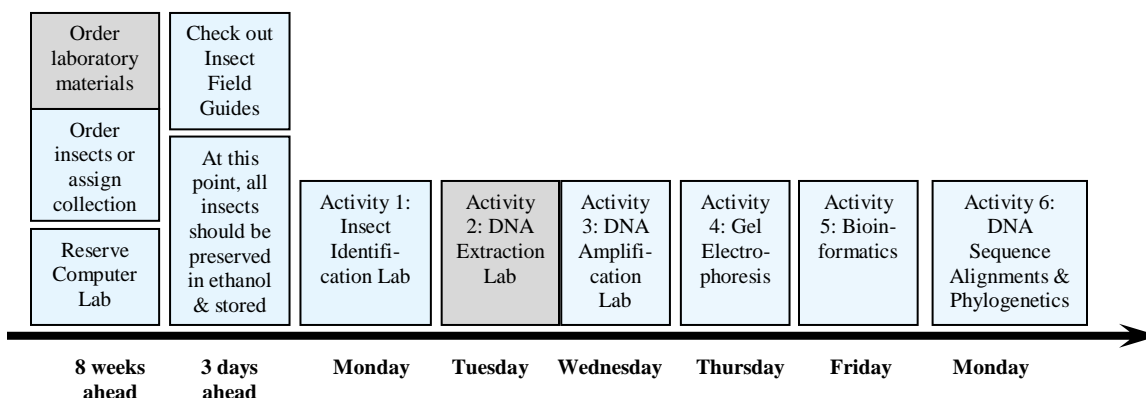 Order
laboratory
materials
Order
insects or
assign
collection
Reserve
Computer
Lab
Check out
Insect
Field
Guides
At this
point, all
insects
should be
preserved
in ethanol
& stored
Activity 1:
Insect
Identifi-
cation Lab
Activity
2: DNA
Extraction
Lab
Activity
3: DNA
Amplifi-
cation
Lab
Activity
4: Gel
Electro-
phoresis
Activity
5: Bioin-
formatics
Activity 6:
DNA
Sequence
Alignments &
Phylogenetics
8 weeks
ahead
3 days
ahead
Monday
Tuesday
Wednesday
Thursday
Friday
Monday